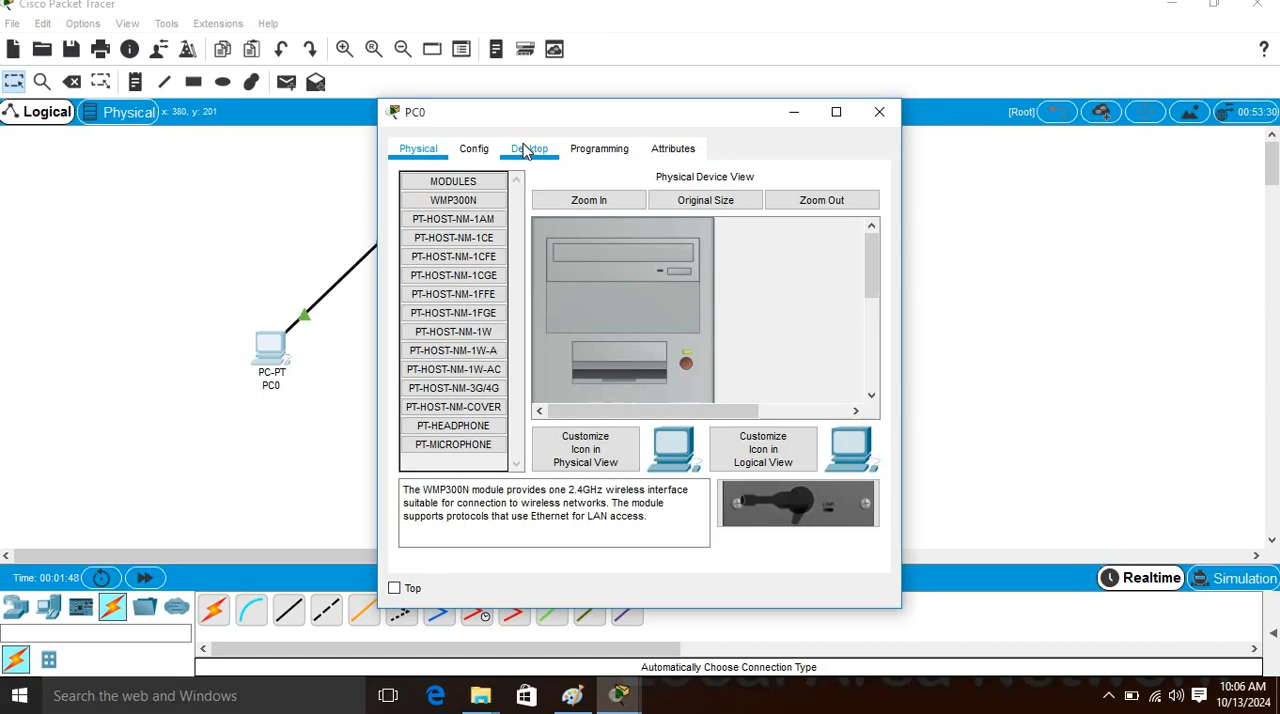 Cisco Packet Tracer
File Edit Options View Tools Extensions Help
Logical Physical x: 380, y: 201 [Root] 00:53:30
PC0
Physical Config Desktop Programming Attributes
MODULES
WMP300N
PT-HOST-NM-1AM
PT-HOST-NM-1CE
PT-HOST-NM-1CFE
PT-HOST-NM-1CGE
PT-HOST-NM-1FFE
PT-HOST-NM-1FGE
PT-HOST-NM-1W
PT-HOST-NM-1W-A
PT-HOST-NM-1W-AC
PT-HOST-NM-3G/4G
PT-HOST-NM-COVER
PT-HEADPHONE
PT-MICROPHONE
Physical Device View
Zoom In Original Size Zoom Out
Customize
Icon in
Physical View
Customize
Icon in
Logical View
The WMP300N module provides one 2.4GHz wireless interface
suitable for connection to wireless networks. The module
supports protocols that use Ethernet for LAN access.
Top
PC-PT
PC0
Time: 00:01:48 Realtime Simulation
Automatically Choose Connection Type
Search the web and Windows
10:06 AM
10/13/2024